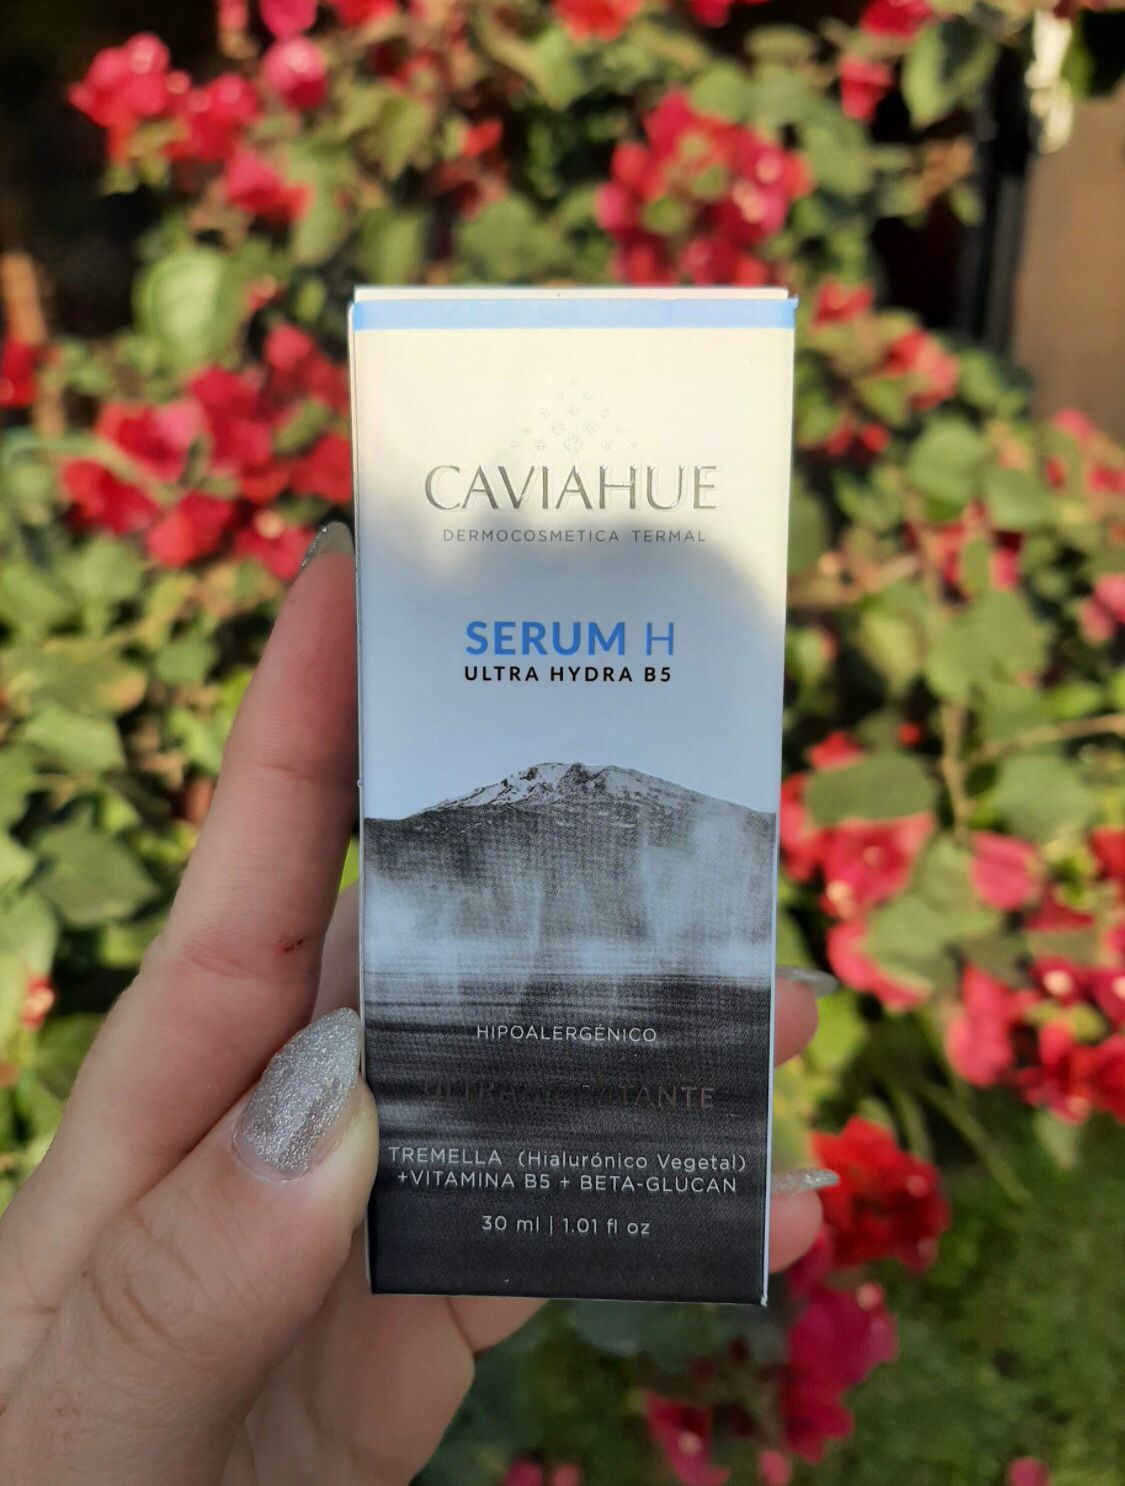 CAVIAHUE
DERMOCOSMETICA TERMAL
SERUM H
ULTRA HYDRA B5
HIPOALERGÉNICO
ULTRAHIDRATANTE
TREMELLA (Hialurónico Vegetal)
+VITAMINA B5 + BETA-GLUCAN
30 ml | 1.01 fl oz